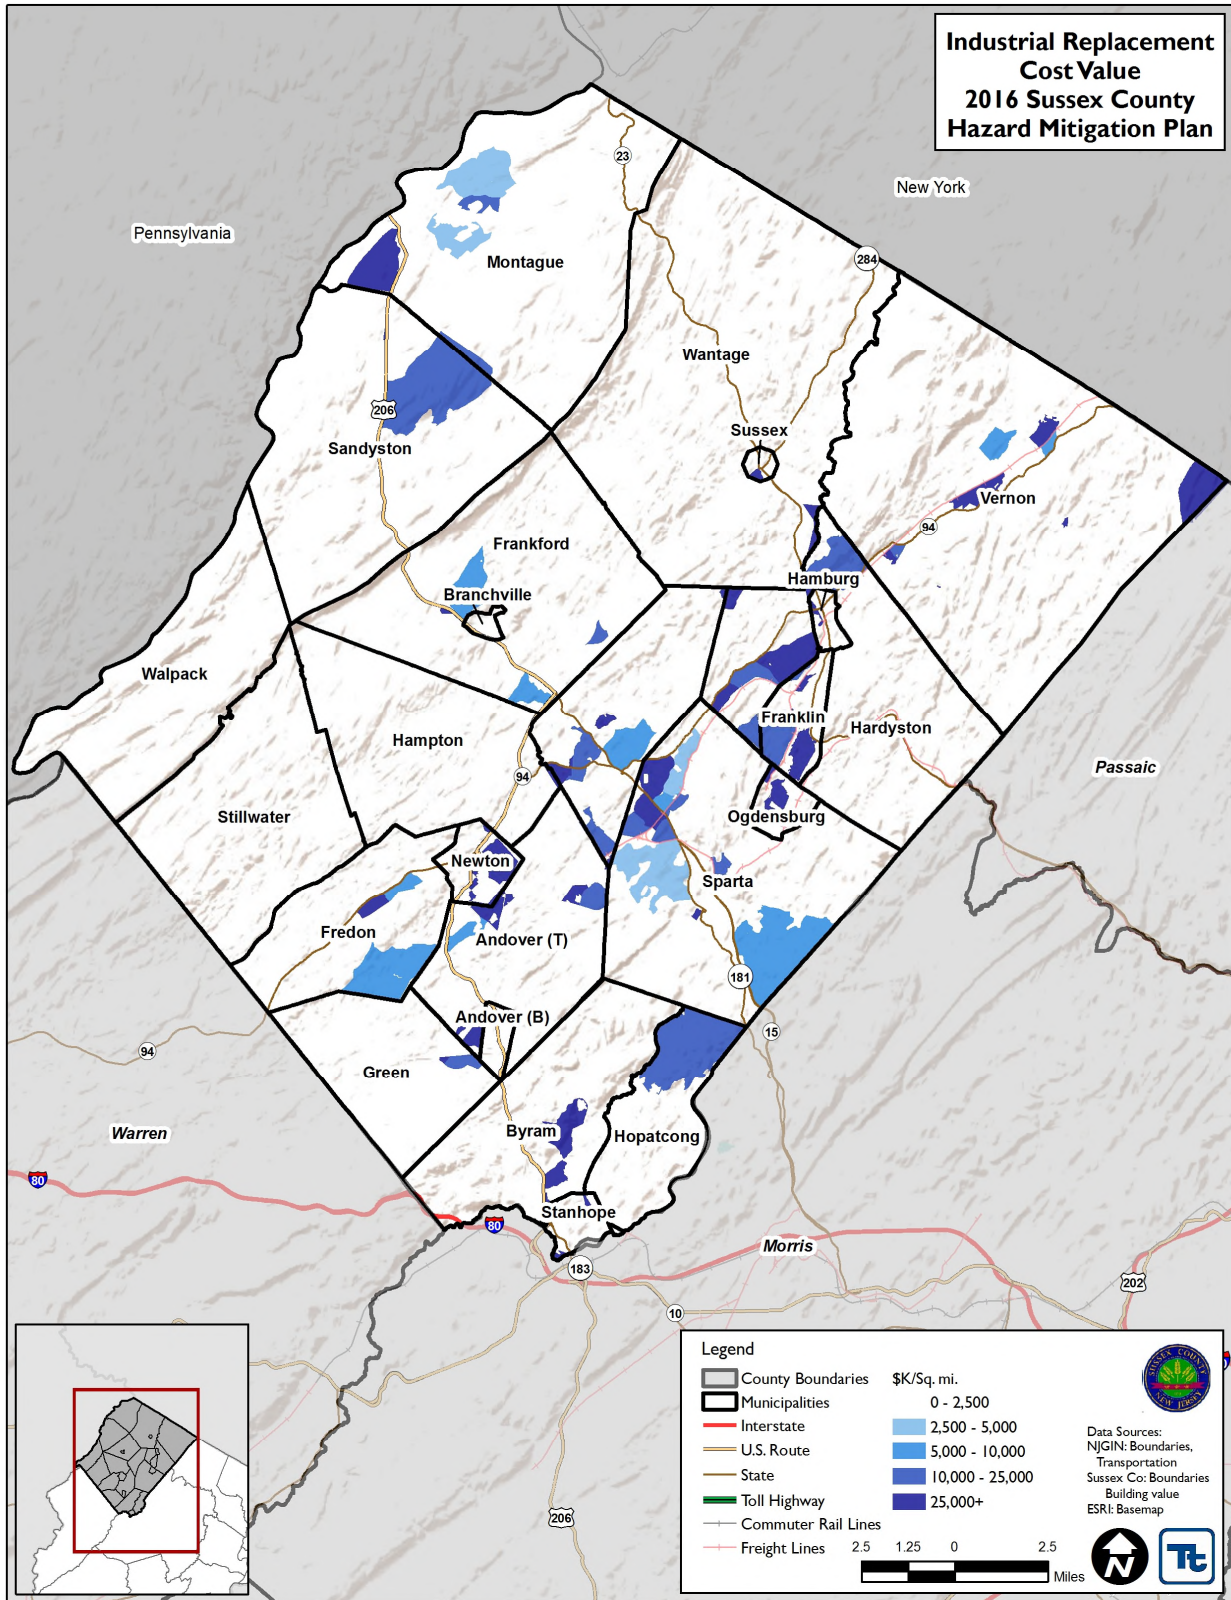 Industrial Replacement
Cost Value
2016 Sussex County
Hazard Mitigation Plan
23
New York
Pennsylvania
284
Montague
Wantage
206
Sussex
Sandyston
Vernon
94
Frankford
Hamburg
Branchville
Walpack
Franklin
Hardyston
Hampton
Passaic
94
Stillwater
Ogdensburg
Newton
Sparta
Fredon
Andover (T)
181
Andover (B)
15
94
Green
Warren
Byram
Hopatcong
80
Stanhope
80
Morris
183
202
10
206
Legend
County Boundaries
Municipalities
Interstate
U.S. Route
State
Toll Highway
Commuter Rail Lines
Freight Lines
$K/Sq. mi.
0 - 2,500
2,500 - 5,000
5,000 - 10,000
10,000 - 25,000
25,000+
SUSSEX COUNTY
NEW JERSEY
Data Sources:
NJGIN: Boundaries,
Transportation
Sussex Co: Boundaries
Building value
ESRI: Basemap
2.5 1.25 0 2.5
Miles
N
Tt